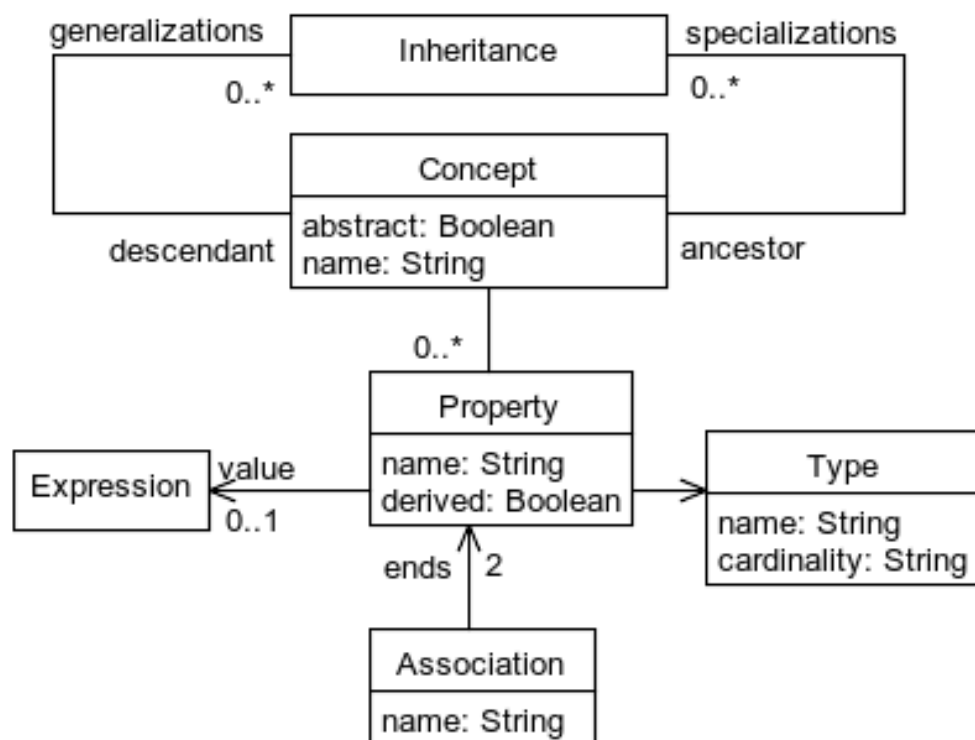 generalizations
Inheritance
specializations
0..*
0..*
Concept
abstract: Boolean
name: String
descendant
ancestor
0..*
Property
name: String
derived: Boolean
Expression
value
0..1
Type
name: String
cardinality: String
ends
2
Association
name: String